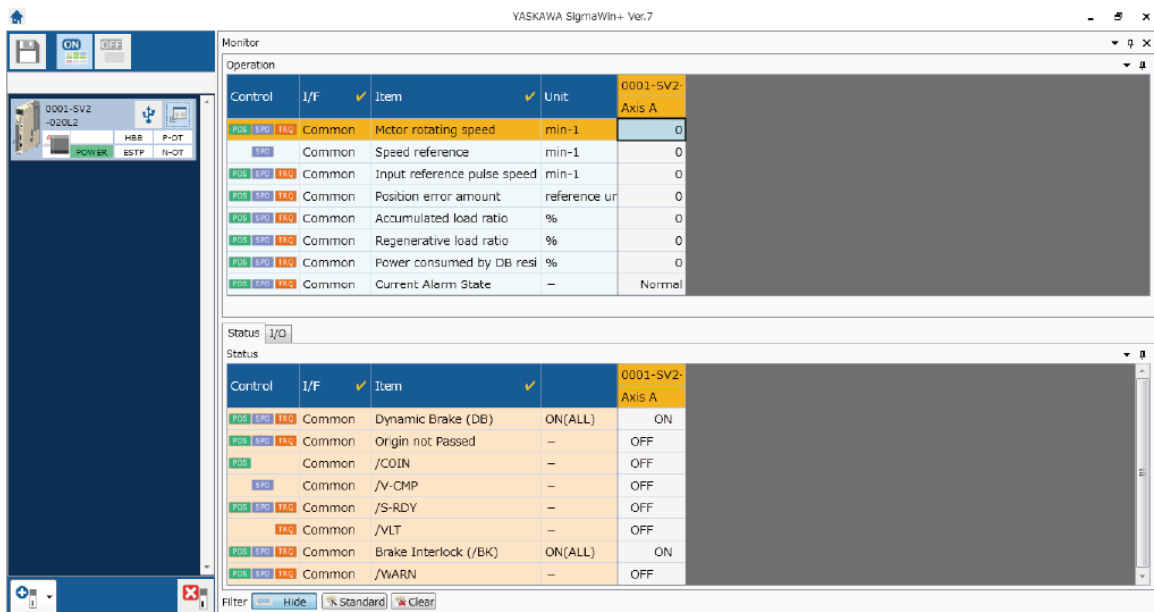 YASKAWA SigmaWin+ Ver.7
ON OFF
Monitor
Operation
0001-SV2
-020L2
HBB P-OT
POWER ESTP N-OT
Control I/F Item Unit 0001-SV2- Axis A
POS SPD TRQ Common Motor rotating speed min-1 0
SPD Common Speed reference min-1 0
POS SPD TRQ Common Input reference pulse speed min-1 0
POS SPD TRQ Common Position error amount reference ur 0
POS SPD TRQ Common Accumulated load ratio % 0
POS SPD TRQ Common Regenerative load ratio % 0
POS SPD TRQ Common Power consumed by DB resi % 0
POS SPD TRQ Common Current Alarm State – Normal
Status I/O
Status
Control I/F Item 0001-SV2- Axis A
POS SPD TRQ Common Dynamic Brake (DB) ON(ALL) ON
POS SPD TRQ Common Origin not Passed – OFF
POS Common /COIN – OFF
SPD Common /V-CMP – OFF
POS SPD TRQ Common /S-RDY – OFF
TRQ Common /VLT – OFF
POS SPD TRQ Common Brake Interlock (/BK) ON(ALL) ON
POS SPD TRQ Common /WARN – OFF
Filter Hide Standard Clear